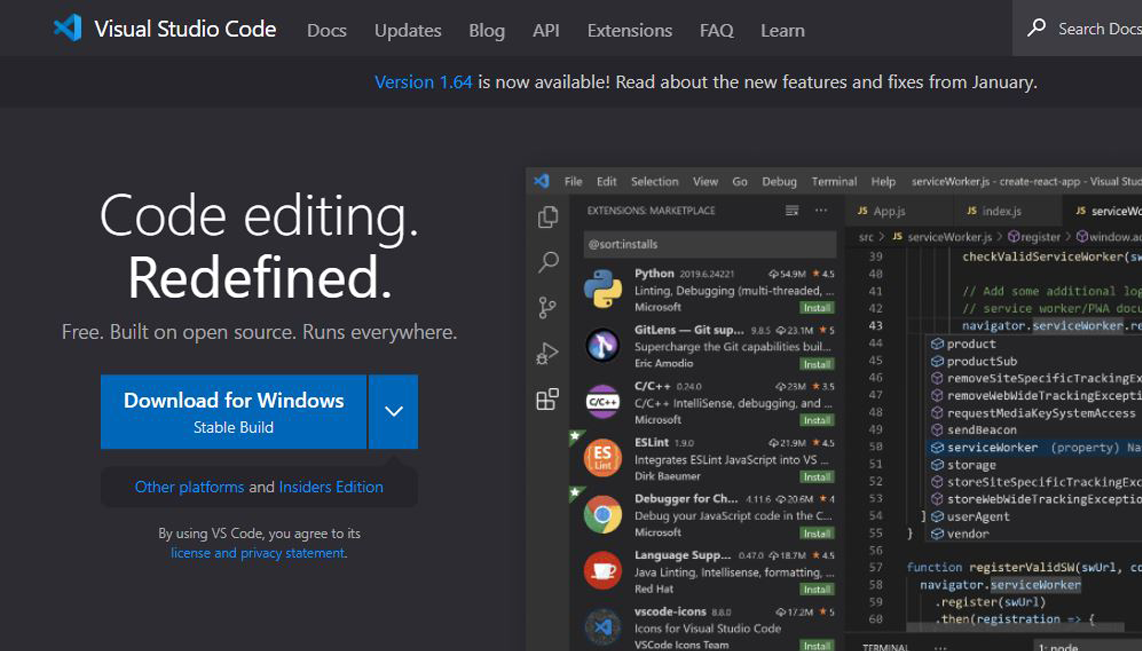 Visual Studio Code Docs Updates Blog API Extensions FAQ Learn Search Docs
Version 1.64 is now available! Read about the new features and fixes from January.
Code editing.
Redefined.
Free. Built on open source. Runs everywhere.
Download for Windows
Stable Build
Other platforms and Insiders Edition
By using VS Code, you agree to its
license and privacy statement.
File Edit Selection View Go Debug Terminal Help serviceWorker.js - create-react-app - Visual Stu
EXTENSIONS: MARKETPLACE
@sort:installs
Python 2019.6.24221 54.9M 4.5
Linting, Debugging (multi-threaded, ...
Microsoft Install
GitLens — Git sup... 9.8.5 23.1M 5
Supercharge the Git capabilities buil...
Eric Amodio Install
C/C++ 0.24.0 23M 3.5
C/C++
C/C++ IntelliSense, debugging, and ...
Microsoft Install
ESLint 1.9.0 21.9M 4.5
ES
Lint
Integrates ESLint JavaScript into VS ...
Dirk Baeumer Install
Debugger for Ch... 4.11.6 20.6M 4
Debug your JavaScript code in the C...
Microsoft Install
Language Supp... 0.47.0 18.7M 4.5
Java Linting, Intellisense, formatting, ...
Red Hat Install
vscode-icons 8.8.0 17.2M 5
Icons for Visual Studio Code
VSCode Icons Team Install
JS App.js JS index.js JS serviceWo
src > JS serviceWorker.js > register > window.ad
39 checkValidServiceWorker(sw
40
41 // Add some additional log
42 // service worker/PWA docu
43 navigator.serviceWorker.re
44 product
45 productSub
46 removeSiteSpecificTrackingEx
47 removeWebWideTrackingExcepti
48 requestMediaKeySystemAccess
49 sendBeacon
50 serviceWorker (property) Na
51 storage
52 storeSiteSpecificTrackingExc
53 storeWebWideTrackingExceptio
54 ] userAgent
55 } vendor
56
57 function registerValidSW(swUrl, co
58 navigator.serviceWorker
59 .register(swUrl)
60 .then(registration => {
TERMINAL ... 1: node